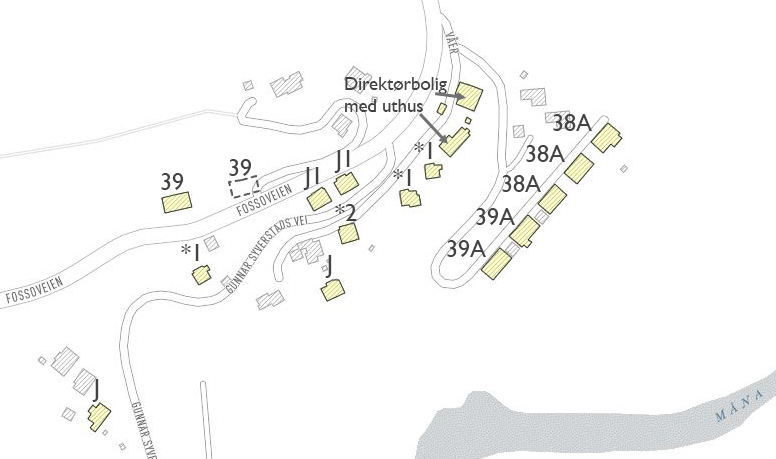 VÅER
Direktørbolig
med uthus
38A
38A
38A
39A
39A
*1
*1
J1
J1
39
39
FOSSOVEIEN
*2
GUNNAR SYVERSTADS VEI
*1
J
FOSSOVEIEN
J
GUNNAR SYVE
MÅNA